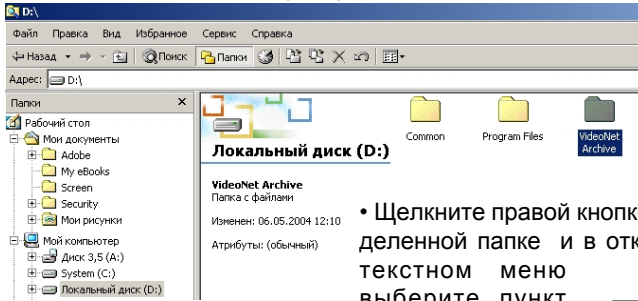 D:\
Файл Правка Вид Избранное Сервис Справка
Назад Поиск Папки
Адрес: D:\
Папки x
Рабочий стол
Мои документы
Adobe
My eBooks
Screen
Security
Мои рисунки
Мой компьютер
Диск 3,5 (A:)
System (C:)
Локальный диск (D:)
Локальный диск (D:)
VideoNet Archive
Папка с файлами
Изменен: 06.05.2004 12:10
Атрибуты: (обычный)
Common Program Files VideoNet
Archive
• Щелкните правой кнопк
деленной папке и в отк
текстном меню
выберите пункт